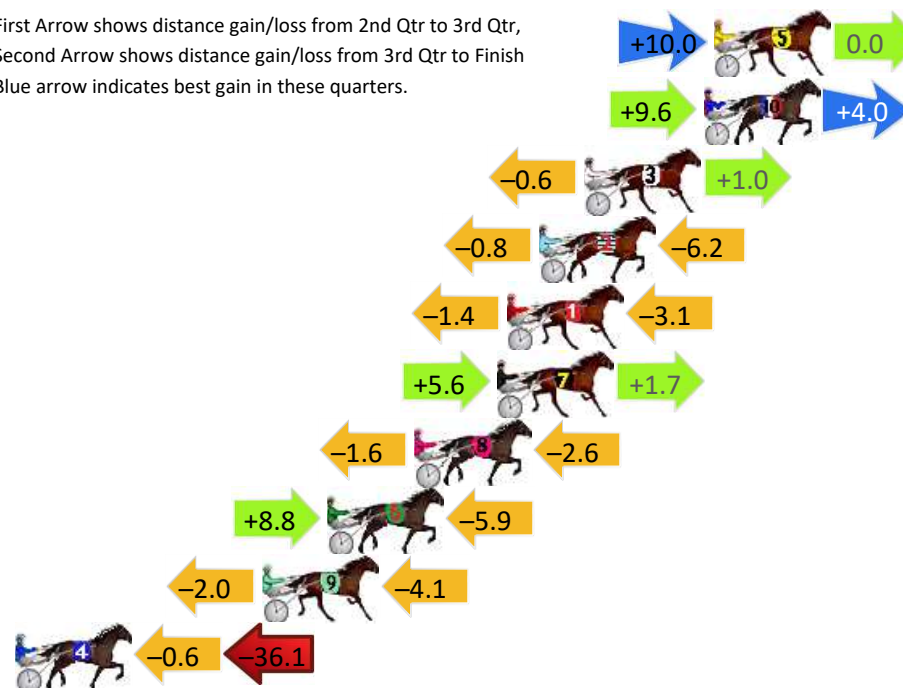 First Arrow shows distance gain/loss from 2nd Qtr to 3rd Qtr,
Second Arrow shows distance gain/loss from 3rd Qtr to Finish
Blue arrow indicates best gain in these quarters.
+10.0 5 0.0
+9.6 10 +4.0
–0.6 3 +1.0
–0.8 –6.2
–1.4 1 –3.1
+5.6 7 +1.7
–1.6 8 –2.6
+8.8 –5.9
–2.0 9 –4.1
4 –0.6 –36.1